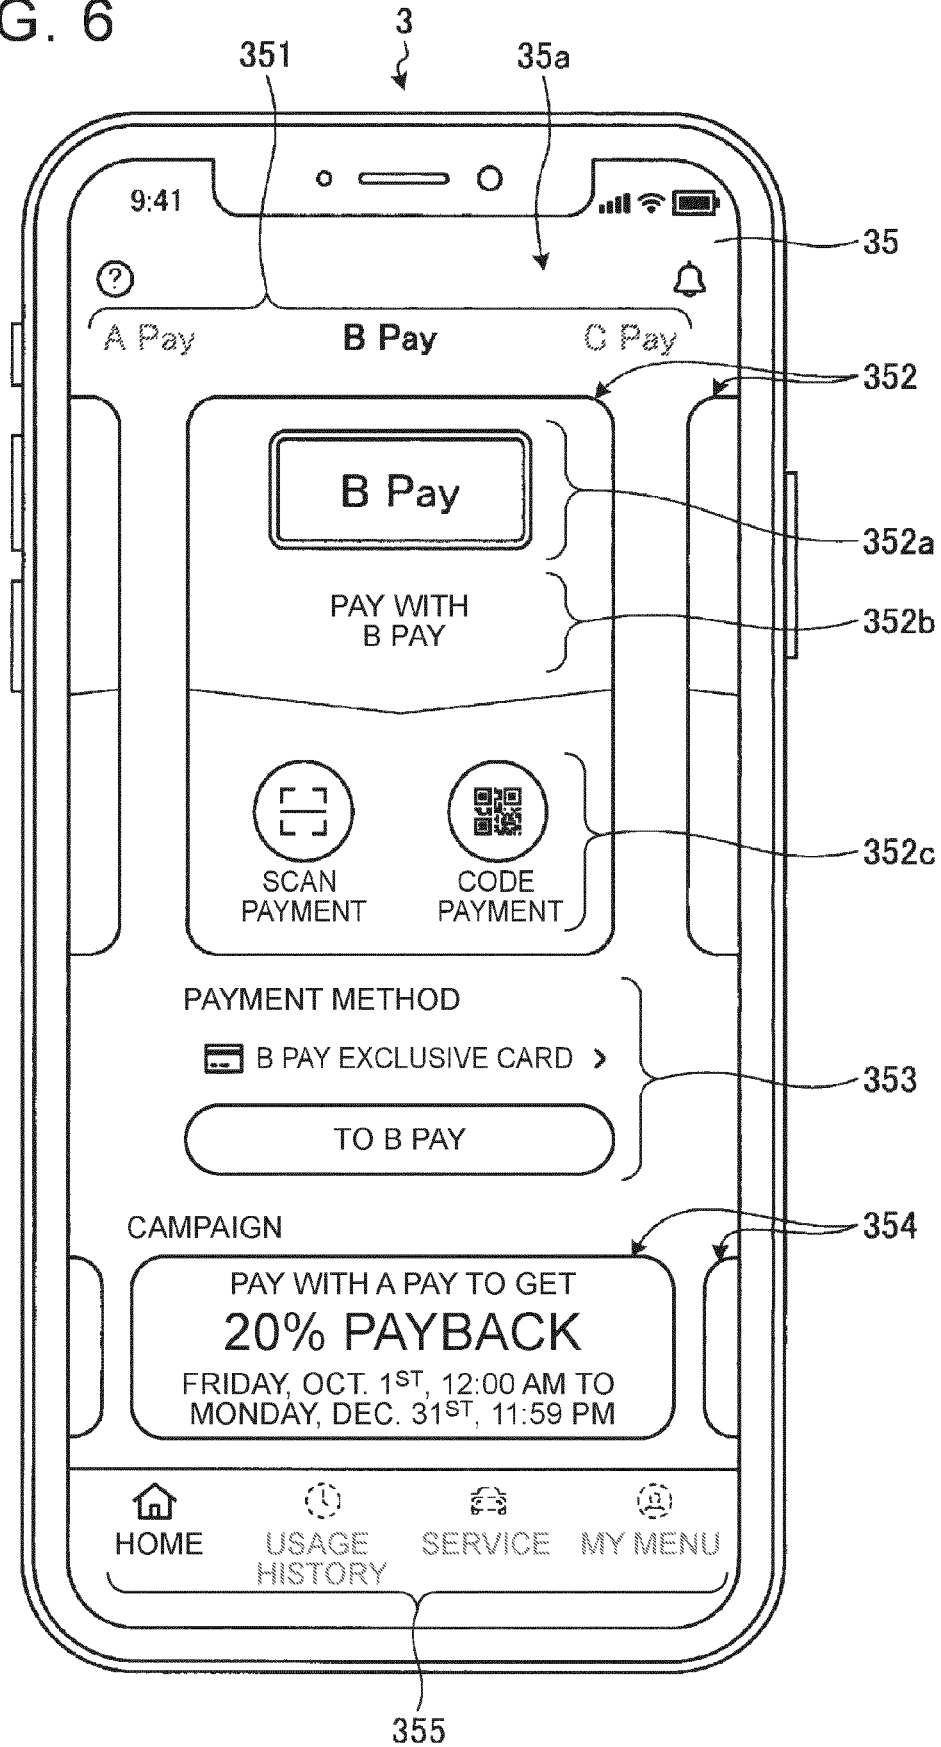 G. 6
3
351
35a
9:41
35
?
A Pay B Pay C Pay
352
B Pay
352a
PAY WITH
B PAY
352b
352c
SCAN
PAYMENT
CODE
PAYMENT
PAYMENT METHOD
B PAY EXCLUSIVE CARD >
353
TO B PAY
CAMPAIGN
354
PAY WITH A PAY TO GET
20% PAYBACK
FRIDAY, OCT. 1ST, 12:00 AM TO
MONDAY, DEC. 31ST, 11:59 PM
HOME
USAGE
HISTORY
SERVICE
MY MENU
355